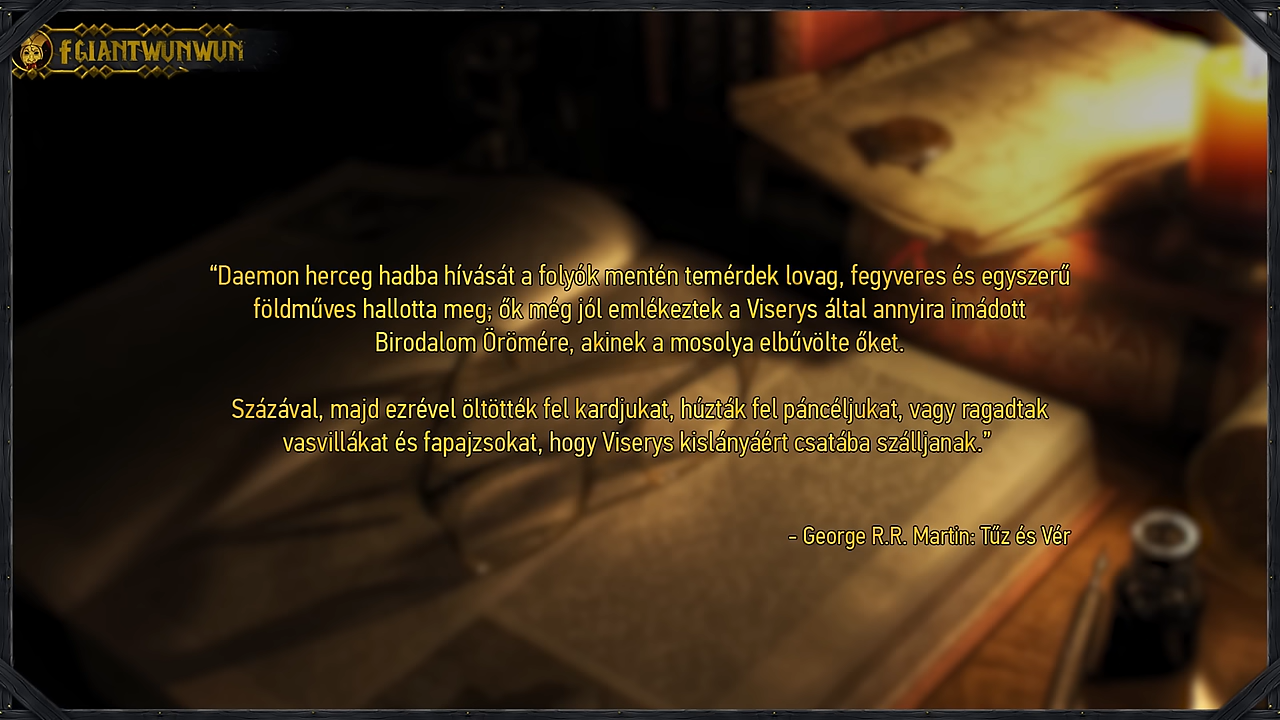 fGIANTWUNWUN
“Daemon herceg hadba hívását a folyók mentén temérdek lovag, fegyveres és egyszerű
földműves hallotta meg; ők még jól emlékeztek a Viserys által annyira imádott
Birodalom Örömére, akinek a mosolya elbűvölte őket.
Százával, majd ezrével öltötték fel kardjukat, húzták fel páncéljukat, vagy ragadtak
vasvillákat és fapajzsokat, hogy Viserys kislányáért csatába szálljanak.”
- George R.R. Martin: Tűz és Vér